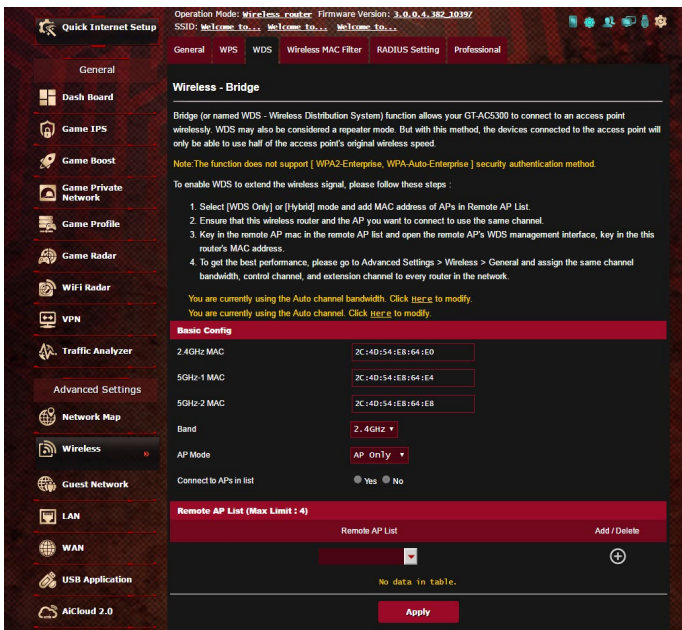 Quick Internet Setup
Operation Mode: Wireless router Firmware Version: 3.0.0.4.382_10397
SSID: Welcome to... Welcome to... Welcome to...
General WPS WDS Wireless MAC Filter RADIUS Setting Professional
General
Dash Board
Game IPS
Game Boost
Game Private
Network
Game Profile
Game Radar
WiFi Radar
VPN
Traffic Analyzer
Advanced Settings
Network Map
Wireless
Guest Network
LAN
WAN
USB Application
AiCloud 2.0
Wireless - Bridge
Bridge (or named WDS - Wireless Distribution System) function allows your GT-AC5300 to connect to an access point
wirelessly. WDS may also be considered a repeater mode. But with this method, the devices connected to the access point will
only be able to use half of the access point's original wireless speed.
Note:The function does not support [ WPA2-Enterprise, WPA-Auto-Enterprise ] security authentication method.
To enable WDS to extend the wireless signal, please follow these steps :
1. Select [WDS Only] or [Hybrid] mode and add MAC address of APs in Remote AP List.
2. Ensure that this wireless router and the AP you want to connect to use the same channel.
3. Key in the remote AP mac in the remote AP list and open the remote AP's WDS management interface, key in the this
router's MAC address.
4. To get the best performance, please go to Advanced Settings > Wireless > General and assign the same channel
bandwidth, control channel, and extension channel to every router in the network.
You are currently using the Auto channel bandwidth. Click Here to modify.
You are currently using the Auto channel. Click Here to modify.
Basic Config
2.4GHz MAC 2C:4D:54:E8:64:E0
5GHz-1 MAC 2C:4D:54:E8:64:E4
5GHz-2 MAC 2C:4D:54:E8:64:E8
Band 2.4GHz
AP Mode AP Only
Connect to APs in list Yes No
Remote AP List (Max Limit : 4)
Remote AP List Add / Delete
No data in table.
Apply